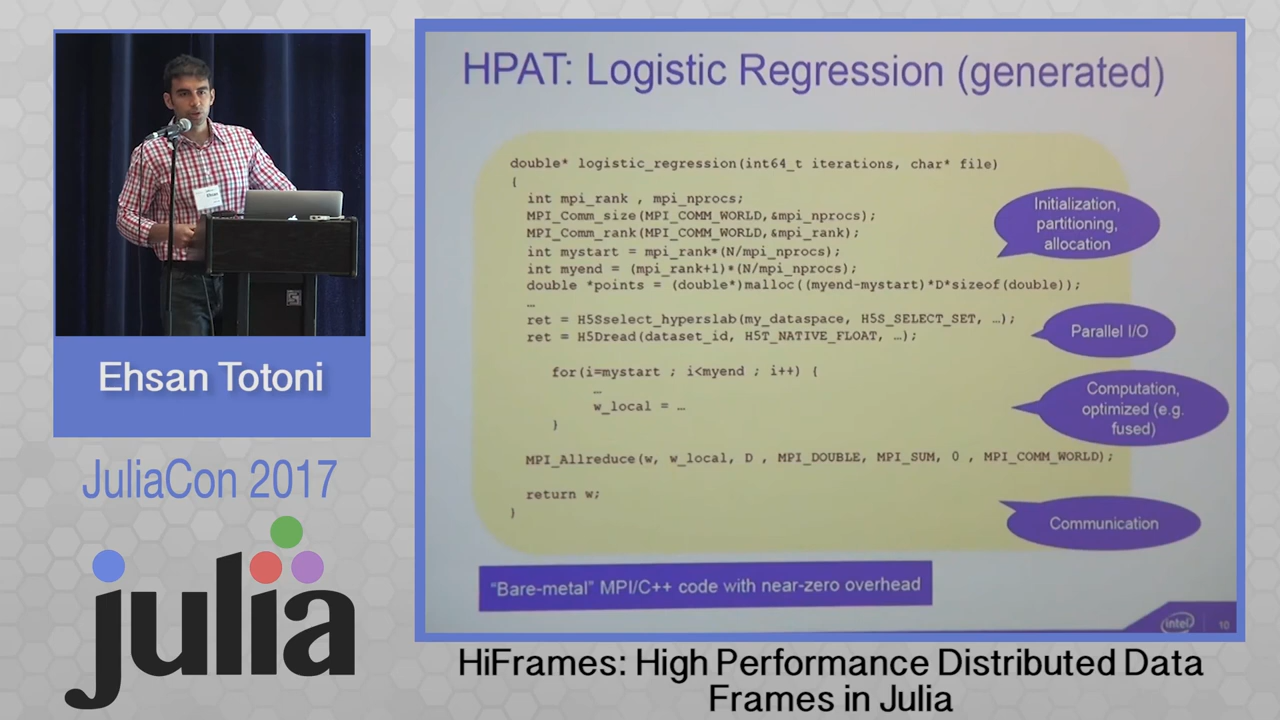 HPAT: Logistic Regression (generated)
double* logistic_regression(int64_t iterations, char* file)
{
int mpi_rank , mpi_nprocs;
MPI_Comm_size(MPI_COMM_WORLD,&mpi_nprocs);
MPI_Comm_rank(MPI_COMM_WORLD,&mpi_rank);
int mystart = mpi_rank*(N/mpi_nprocs);
int myend = (mpi_rank+1)*(N/mpi_nprocs);
double *points = (double*)malloc((myend-mystart)*D*sizeof(double));
…
ret = H5Sselect_hyperslab(my_dataspace, H5S_SELECT_SET, …);
ret = H5Dread(dataset_id, H5T_NATIVE_FLOAT, …);
for(i=mystart ; i<myend ; i++) {
…
w_local = …
}
MPI_Allreduce(w, w_local, D , MPI_DOUBLE, MPI_SUM, 0 , MPI_COMM_WORLD);
return w;
}
Initialization,
partitioning,
allocation
Parallel I/O
Computation,
optimized (e.g.
fused)
Communication
"Bare-metal" MPI/C++ code with near-zero overhead
intel
10
Ehsan Totoni
JuliaCon 2017
julia
HiFrames: High Performance Distributed Data
Frames in Julia